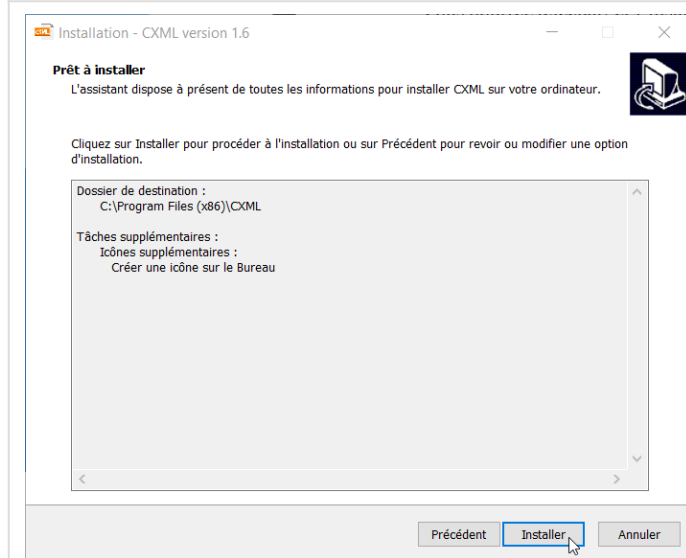 Installation - CXML version 1.6
Prêt à installer
L'assistant dispose à présent de toutes les informations pour installer CXML sur votre ordinateur.
Cliquez sur Installer pour procéder à l'installation ou sur Précédent pour revoir ou modifier une option
d'installation.
Dossier de destination :
C:\Program Files (x86)\CXML
Tâches supplémentaires :
Icônes supplémentaires :
Créer une icône sur le Bureau
Précédent
Installer
Annuler